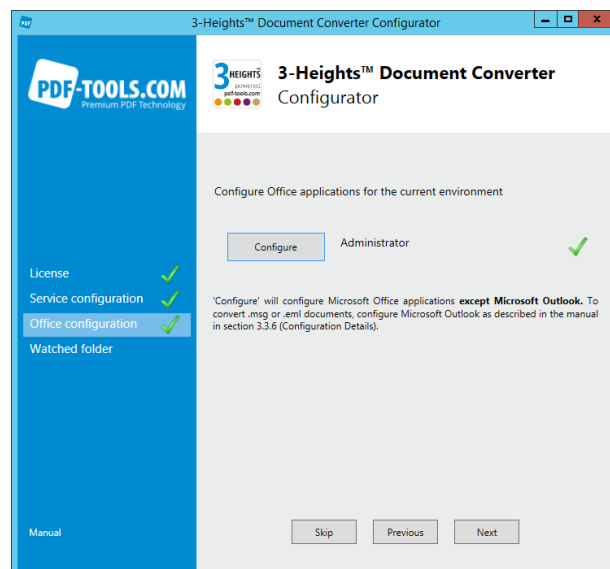 3-Heights™ Document Converter Configurator
PDF-TOOLS.COM
Premium PDF Technology
3-HEIGHTS™
powered
pdf-tools.com
3-Heights™ Document Converter
Configurator
Configure Office applications for the current environment
Configure
Administrator
License
Service configuration
Office configuration
Watched folder
'Configure' will configure Microsoft Office applications except Microsoft Outlook. To
convert .msg or .eml documents, configure Microsoft Outlook as described in the manual
in section 3.3.6 (Configuration Details).
Manual
Skip
Previous
Next